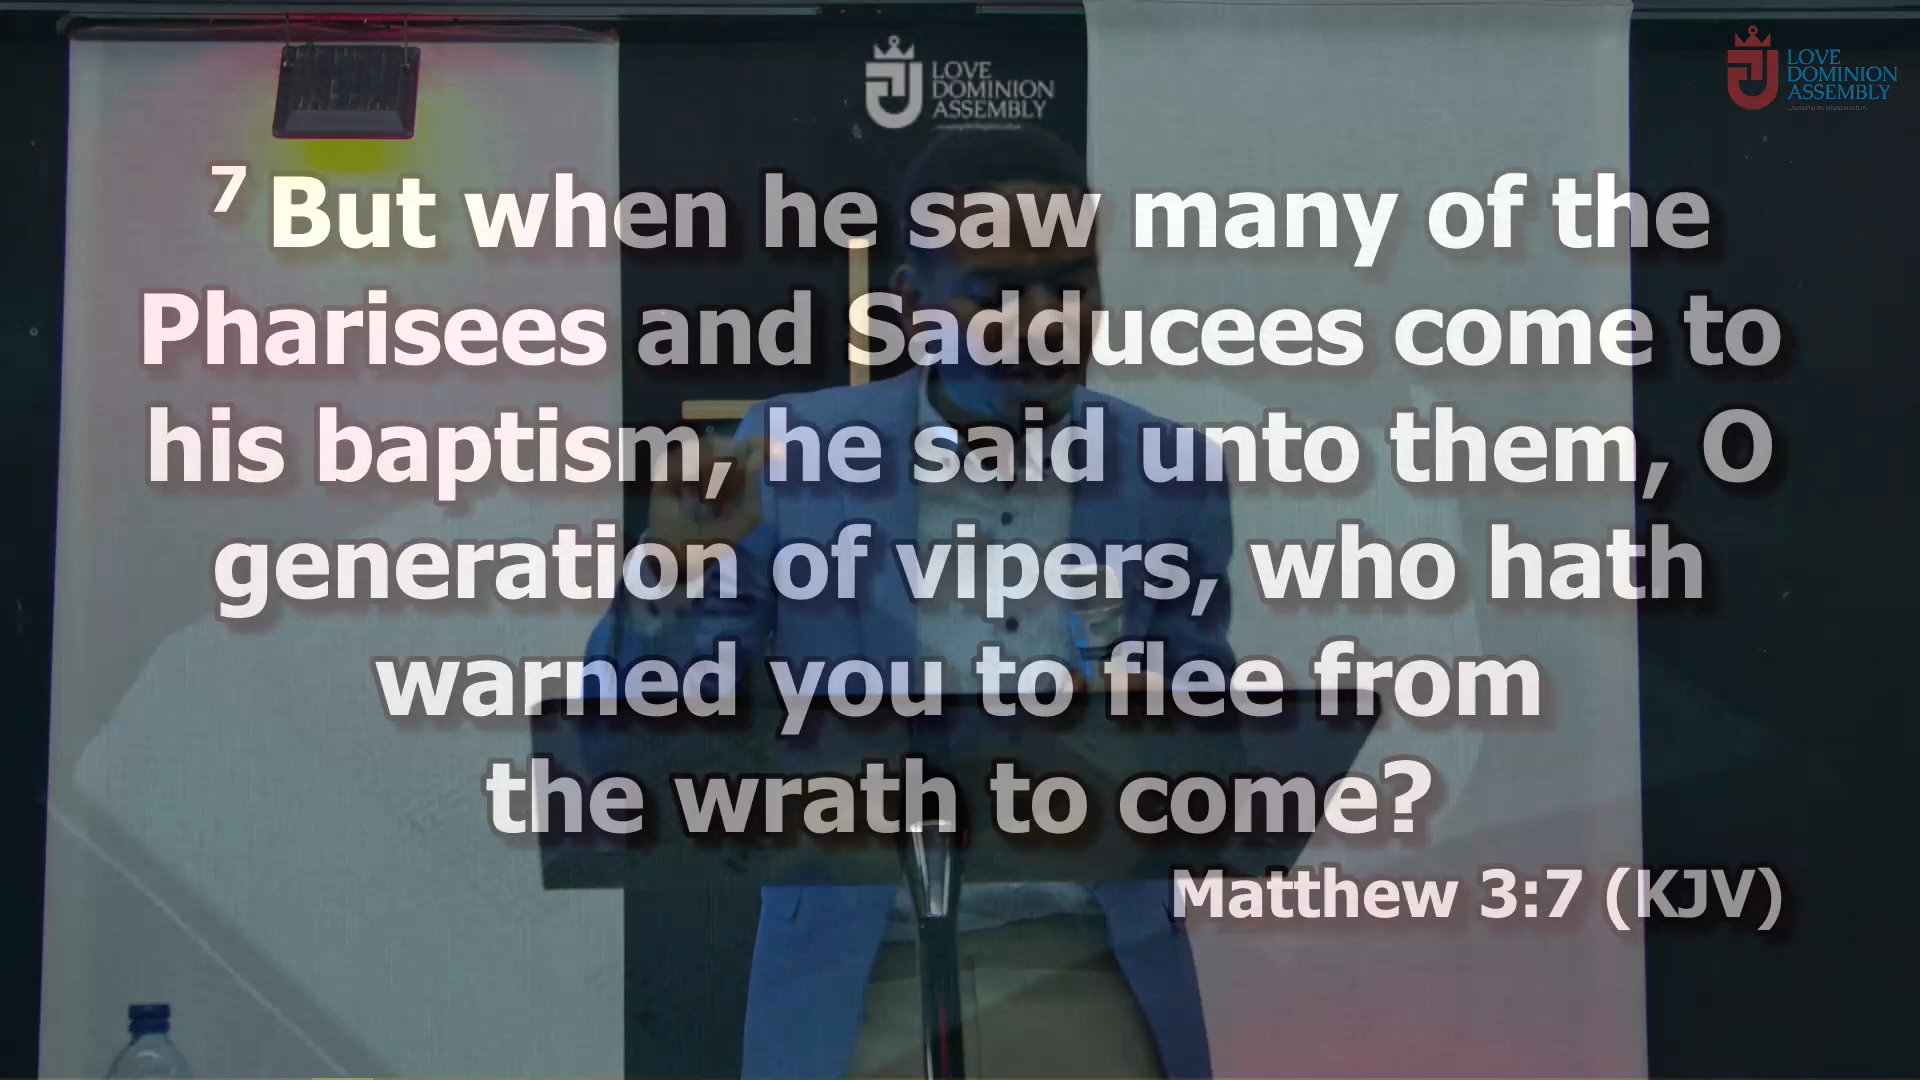 LOVE
DOMINION
ASSEMBLY
LOVE
DOMINION
ASSEMBLY
7 But when he saw many of the
Pharisees and Sadducees come to
his baptism, he said unto them, O
generation of vipers, who hath
warned you to flee from
the wrath to come?
Matthew 3:7 (KJV)